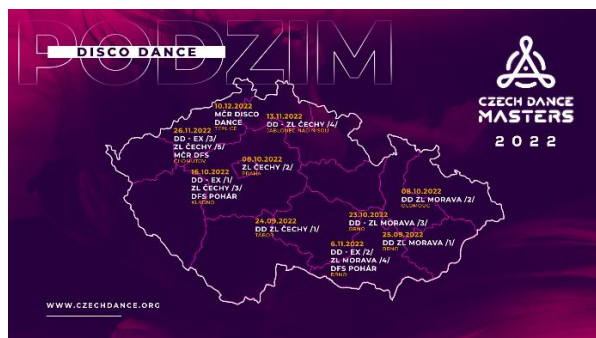 PODZIM
DISCO DANCE
CZECH DANCE
MASTERS
2022
10.12.2022
MČR DISCO
DANCE
TEPLICE
13.11.2022
DD - ZL ČECHY /4/
JABLONEC NAD NISOU
26.11.2022
DD - EX /3/
ZL ČECHY /5/
MČR DFS
CHOMUTOV
08.10.2022
ZL ČECHY /2/
PRAHA
16.10.2022
DD - EX /1/
ZL ČECHY /3/
DFS POHÁR
KLADNO
08.10.2022
DD ZL MORAVA /2/
OLOMOUC
24.09.2022
DD ZL ČECHY /1/
TÁBOR
23.10.2022
DD - ZL MORAVA /3/
BRNO
25.09.2022
DD ZL MORAVA /1/
BRNO
6.11.2022
DD - EX /2/
ZL MORAVA /4/
DFS POHÁR
BRNO
WWW.CZECHDANCE.ORG